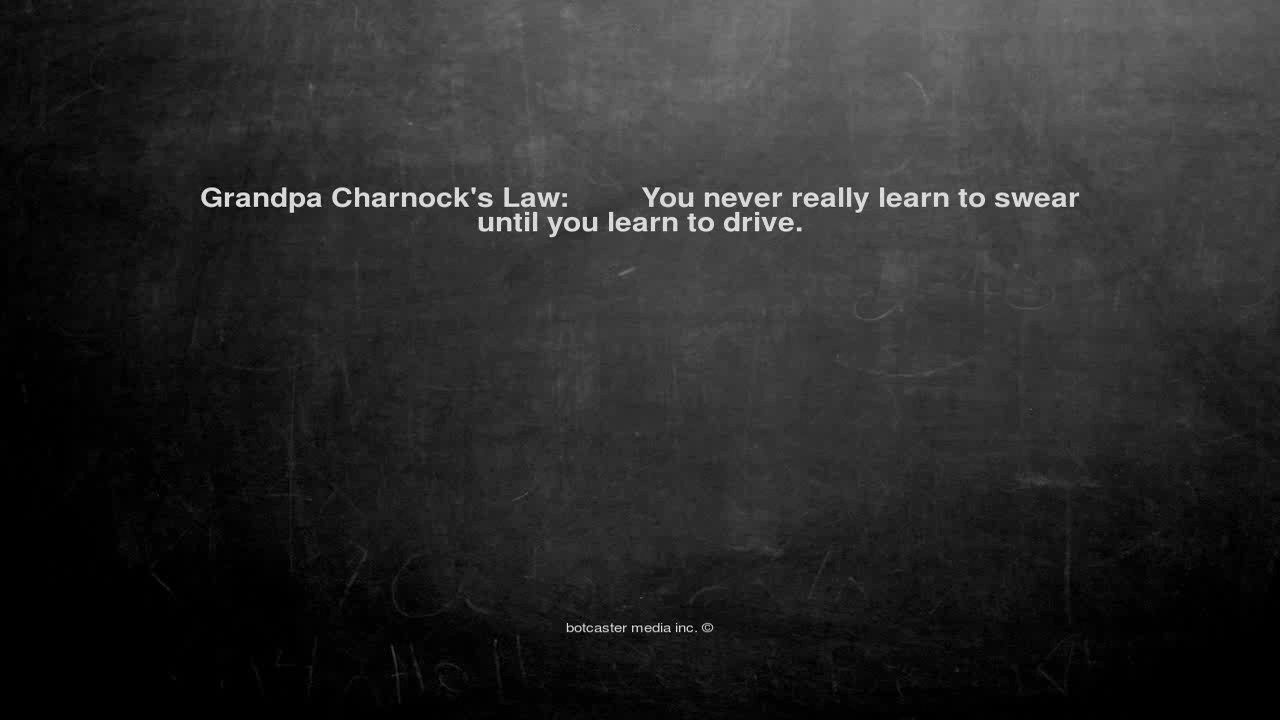 Grandpa Charnock's Law: You never really learn to swear
until you learn to drive.
botcaster media inc. ©